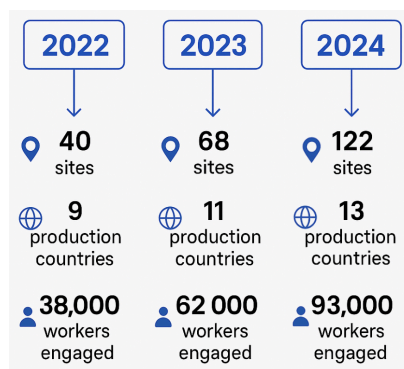 2022 2023 2024
40 68 122
sites sites sites
9 11 13
production production production
countries countries countries
38,000 62 000 93,000
workers workers workers
engaged engaged engaged